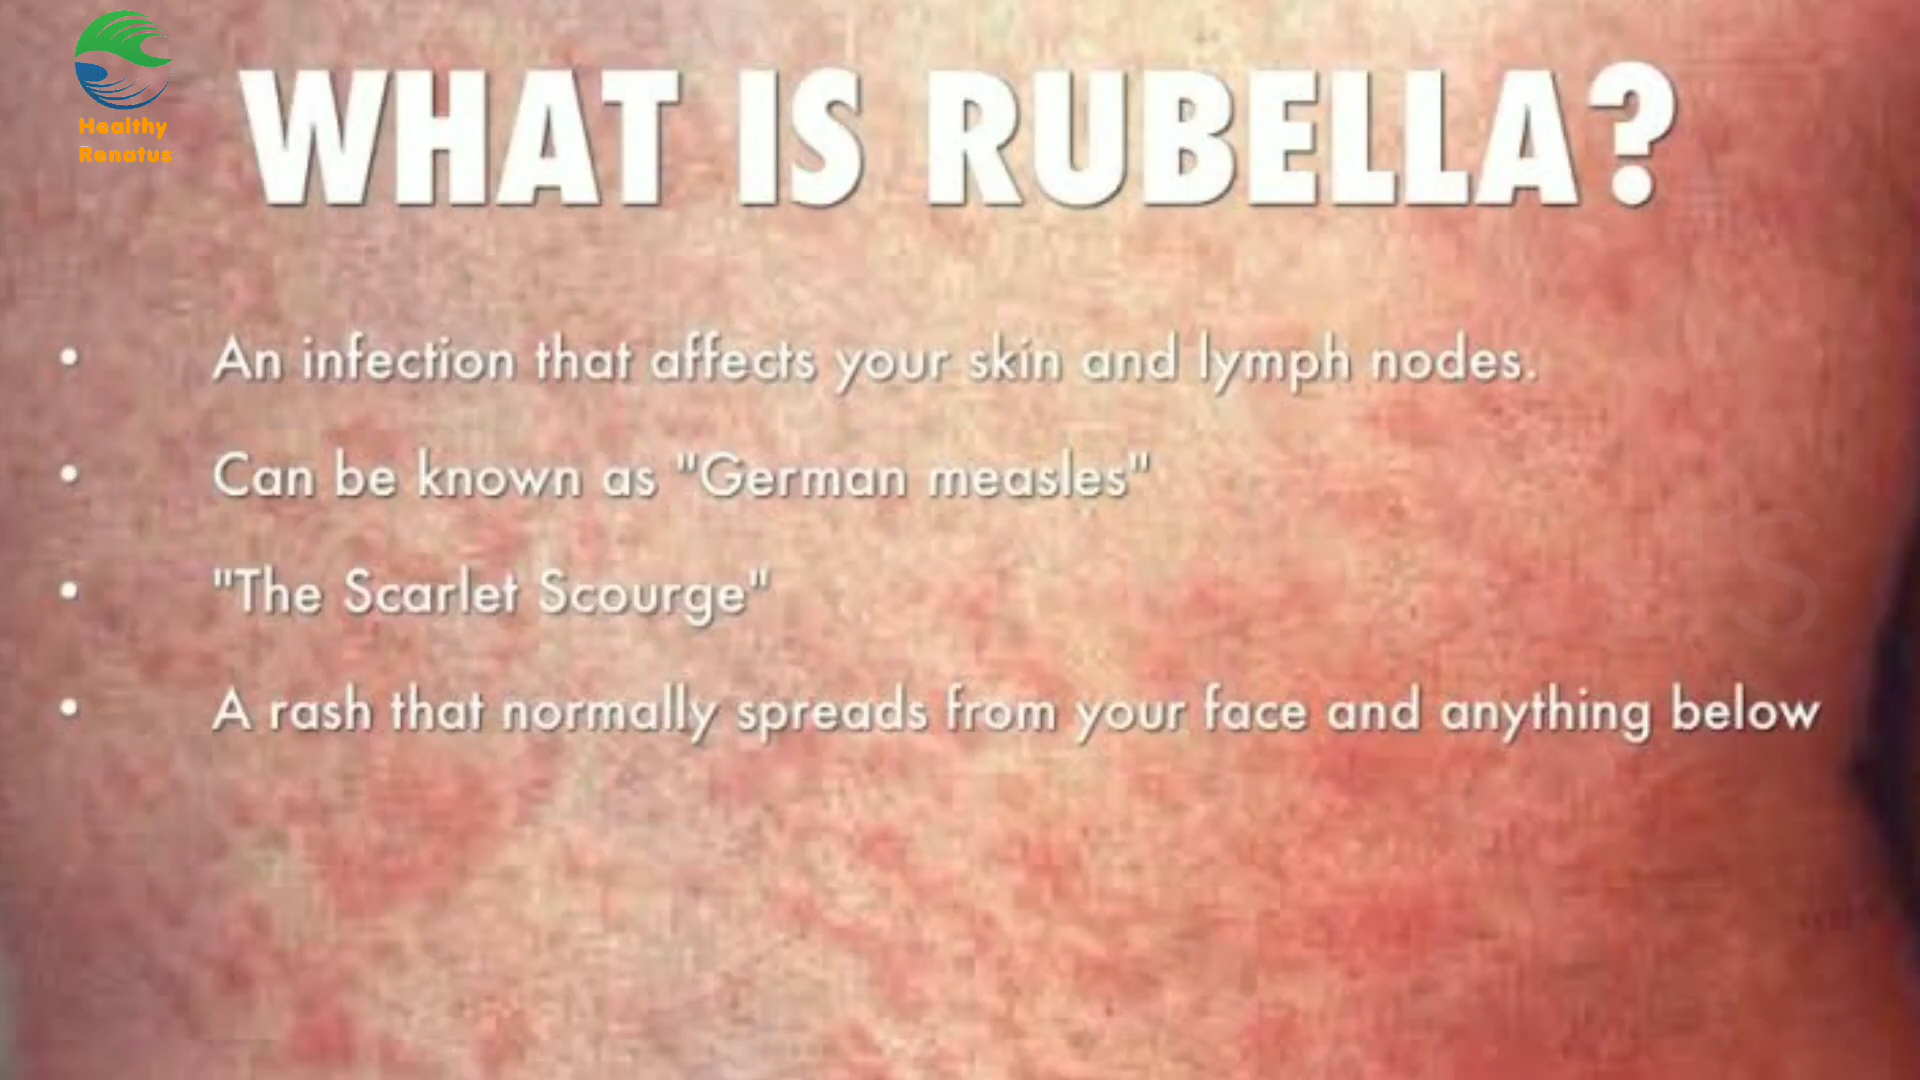 Healthy
Renatus
WHAT IS RUBELLA?
• An infection that affects your skin and lymph nodes.
• Can be known as "German measles"
• "The Scarlet Scourge"
• A rash that normally spreads from your face and anything below